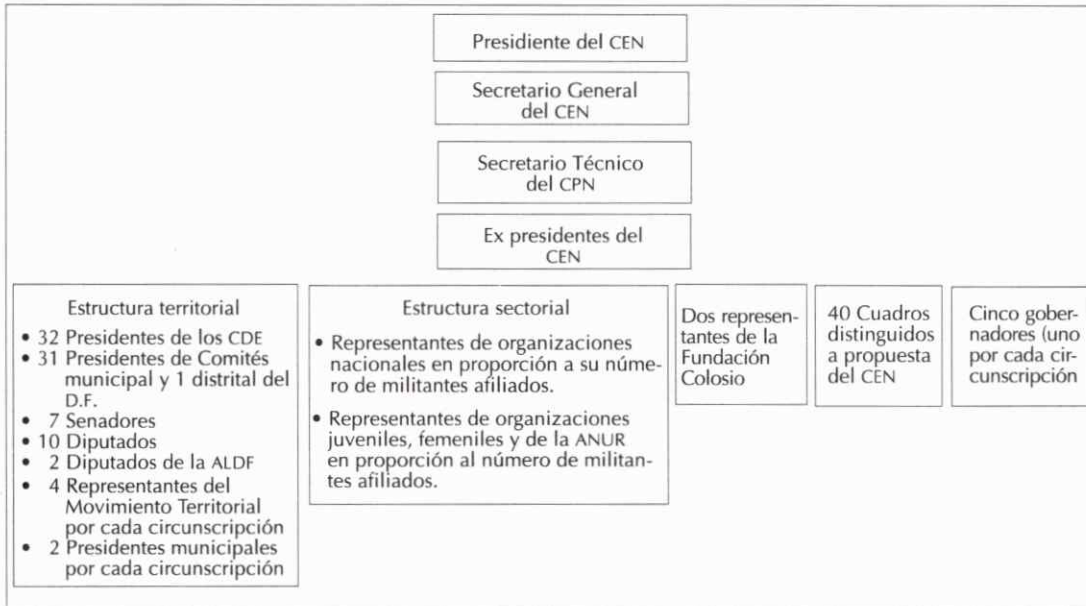 Presidiente del CEN
Secretario General
del CEN
Secretario Técnico
del CPN
Ex presidentes del
CEN
Estructura territorial
• 32 Presidentes de los CDE
• 31 Presidentes de Comités
municipal y 1 distrital del
D.F.
• 7 Senadores
• 10 Diputados
• 2 Diputados de la ALDF
• 4 Representantes del
Movimiento Territorial
por cada circunscripción
• 2 Presidentes municipales
por cada circunscripción
Estructura sectorial
• Representantes de organizaciones
nacionales en proporción a su núme-
ro de militantes afiliados.
• Representantes de organizaciones
juveniles, femeniles y de la ANUR
en proporción al número de militan-
tes afiliados.
Dos represen-
tantes de la
Fundación
Colosio
40 Cuadros
distinguidos
a propuesta
del CEN
Cinco gober-
nadores (uno
por cada cir-
cunscripción